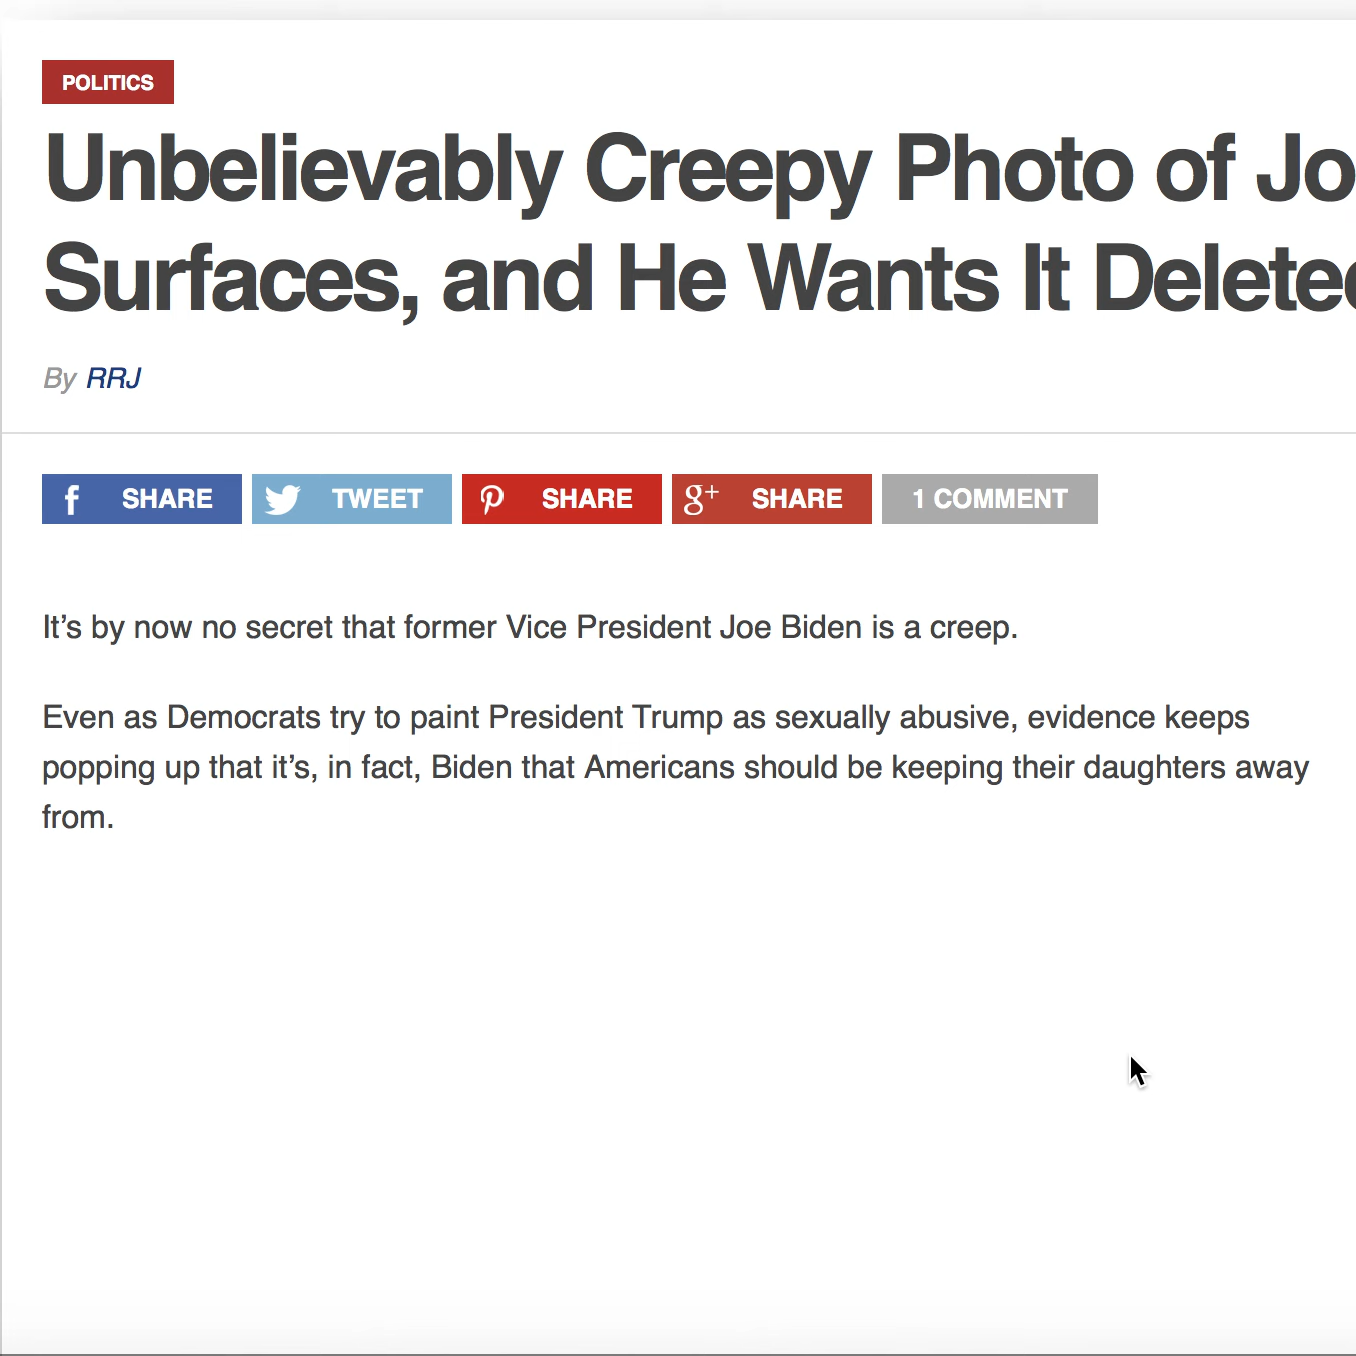 POLITICS
Unbelievably Creepy Photo of Jo
Surfaces, and He Wants It Delete
By RRJ
f SHARE TWEET SHARE g+ SHARE 1 COMMENT
It’s by now no secret that former Vice President Joe Biden is a creep.
Even as Democrats try to paint President Trump as sexually abusive, evidence keeps
popping up that it’s, in fact, Biden that Americans should be keeping their daughters away
from.